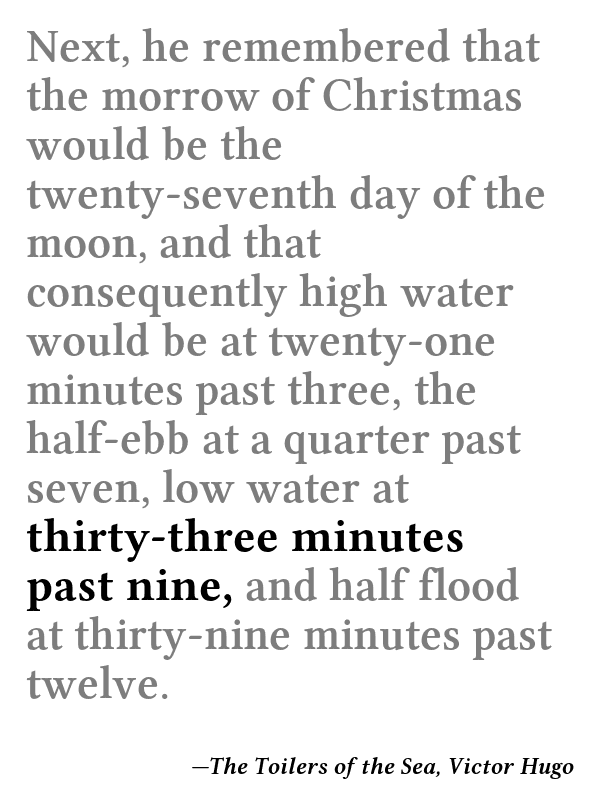 Next, he remembered that
the morrow of Christmas
would be the
twenty-seventh day of the
moon, and that
consequently high water
would be at twenty-one
minutes past three, the
half-ebb at a quarter past
seven, low water at
thirty-three minutes
past nine, and half flood
at thirty-nine minutes past
twelve.
—The Toilers of the Sea, Victor Hugo